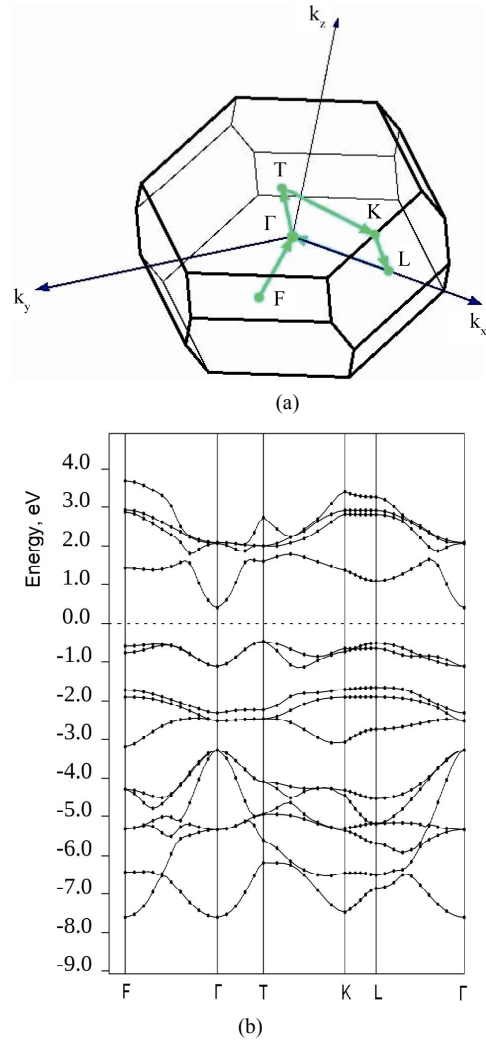 k_z
T
K
Γ
L
F
k_y
k_x
(a)
Energy, eV
4.0
3.0
2.0
1.0
0.0
-1.0
-2.0
-3.0
-4.0
-5.0
-6.0
-7.0
-8.0
-9.0
F Γ T K L Γ
(b)